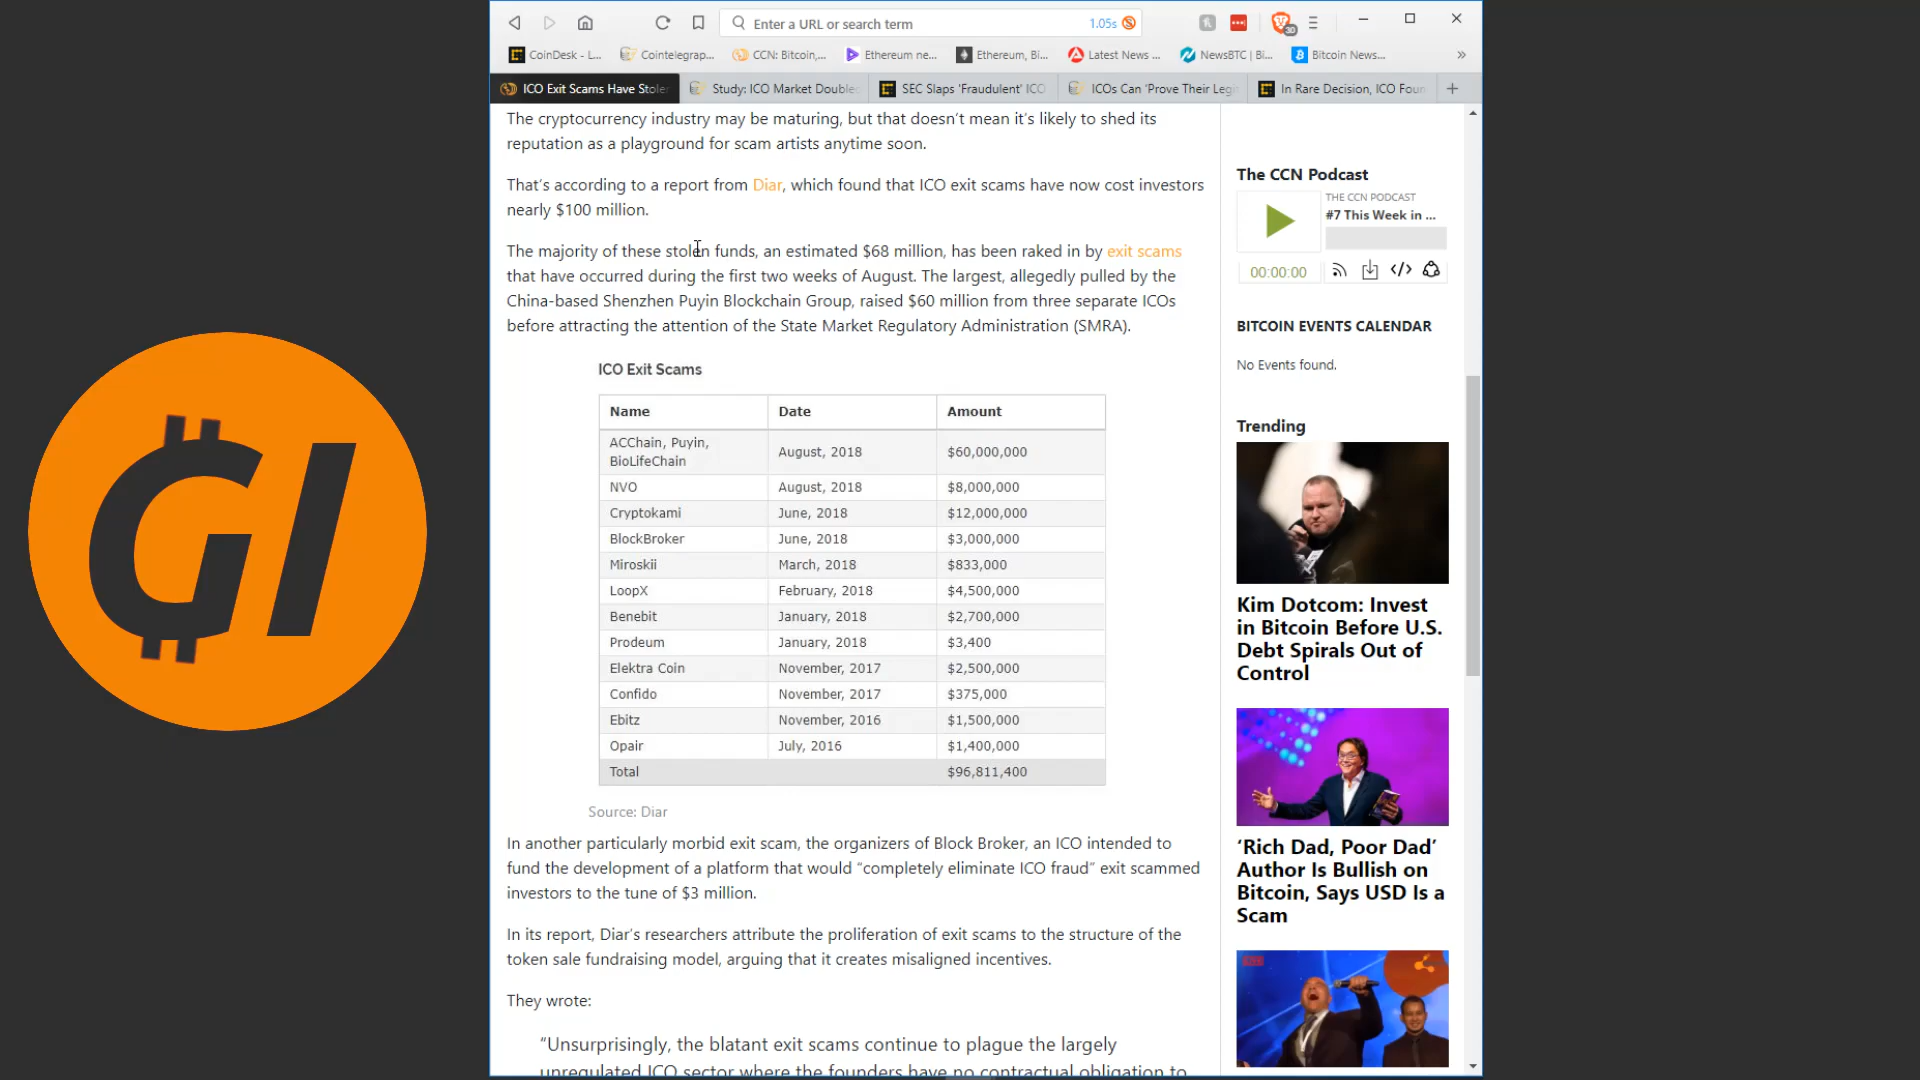 Enter a URL or search term
1.05s
30
CoinDesk - L...
Cointelegrap...
CCN: Bitcoin,...
Ethereum ne...
Ethereum, Bi...
Latest News ...
NewsBTC | Bi...
Bitcoin News...
ICO Exit Scams Have Stole
Study: ICO Market Double
SEC Slaps 'Fraudulent' ICO
ICOs Can 'Prove Their Legi
In Rare Decision, ICO Foun
The cryptocurrency industry may be maturing, but that doesn’t mean it’s likely to shed its
reputation as a playground for scam artists anytime soon.
That’s according to a report from Diar, which found that ICO exit scams have now cost investors
nearly $100 million.
The majority of these stolen funds, an estimated $68 million, has been raked in by exit scams
that have occurred during the first two weeks of August. The largest, allegedly pulled by the
China-based Shenzhen Puyin Blockchain Group, raised $60 million from three separate ICOs
before attracting the attention of the State Market Regulatory Administration (SMRA).
ICO Exit Scams
Name Date Amount
ACChain, Puyin,
BioLifeChain August, 2018 $60,000,000
NVO August, 2018 $8,000,000
Cryptokami June, 2018 $12,000,000
BlockBroker June, 2018 $3,000,000
Miroskii March, 2018 $833,000
LoopX February, 2018 $4,500,000
Benebit January, 2018 $2,700,000
Prodeum January, 2018 $3,400
Elektra Coin November, 2017 $2,500,000
Confido November, 2017 $375,000
Ebitz November, 2016 $1,500,000
Opair July, 2016 $1,400,000
Total $96,811,400
Source: Diar
In another particularly morbid exit scam, the organizers of Block Broker, an ICO intended to
fund the development of a platform that would “completely eliminate ICO fraud” exit scammed
investors to the tune of $3 million.
In its report, Diar’s researchers attribute the proliferation of exit scams to the structure of the
token sale fundraising model, arguing that it creates misaligned incentives.
They wrote:
“Unsurprisingly, the blatant exit scams continue to plague the largely
unregulated ICO sector where the founders have no contractual obligation to
The CCN Podcast
THE CCN PODCAST
#7 This Week in ...
00:00:00
BITCOIN EVENTS CALENDAR
No Events found.
Trending
Kim Dotcom: Invest
in Bitcoin Before U.S.
Debt Spirals Out of
Control
‘Rich Dad, Poor Dad’
Author Is Bullish on
Bitcoin, Says USD Is a
Scam
GI